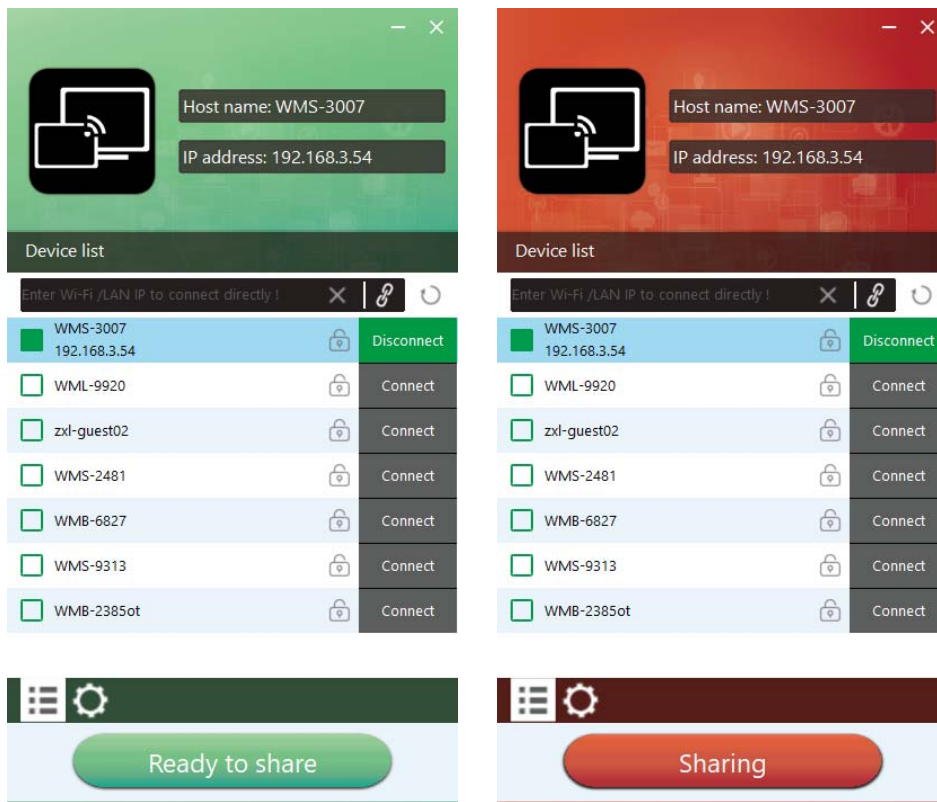 Host name: WMS-3007
IP address: 192.168.3.54
Device list
Enter Wi-Fi /LAN IP to connect directly !
WMS-3007
192.168.3.54
Disconnect
WML-9920
Connect
zxl-guest02
Connect
WMS-2481
Connect
WMB-6827
Connect
WMS-9313
Connect
WMB-2385ot
Connect
Ready to share
Host name: WMS-3007
IP address: 192.168.3.54
Device list
Enter Wi-Fi /LAN IP to connect directly !
WMS-3007
192.168.3.54
Disconnect
WML-9920
Connect
zxl-guest02
Connect
WMS-2481
Connect
WMB-6827
Connect
WMS-9313
Connect
WMB-2385ot
Connect
Sharing